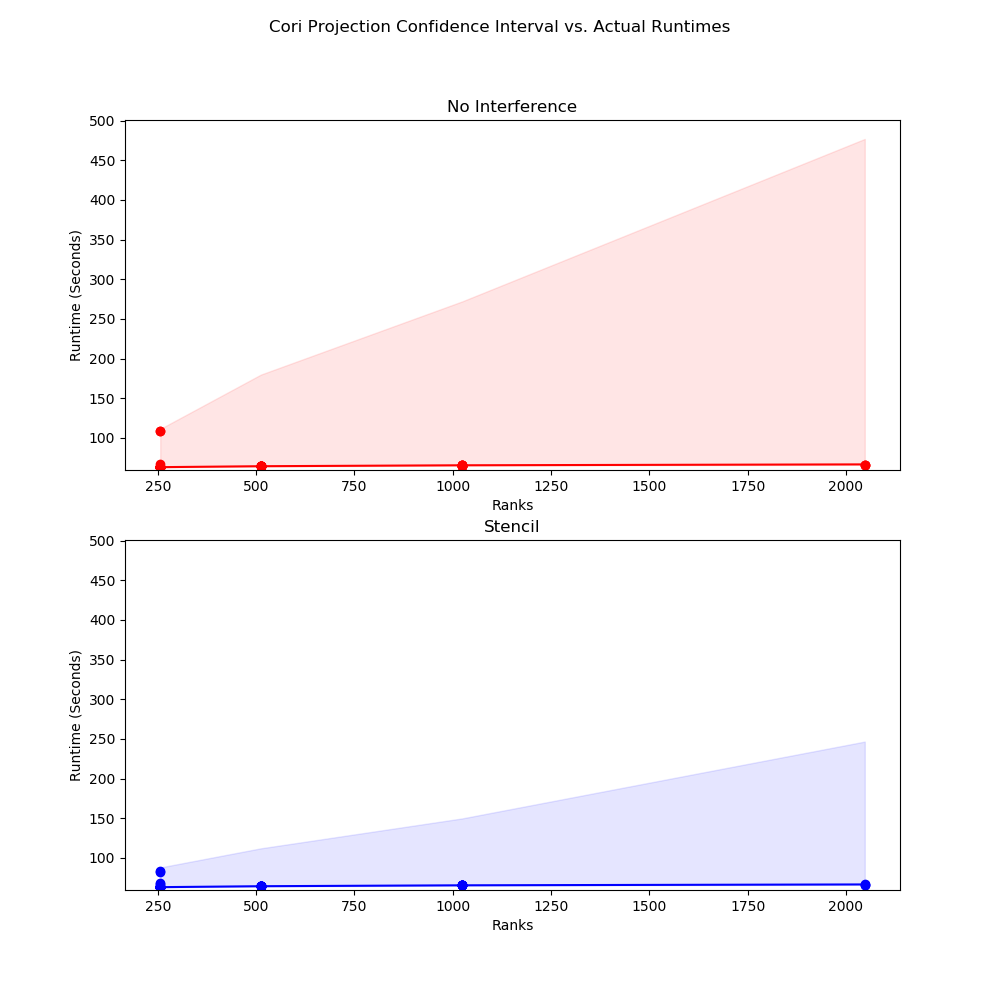 Cori Projection Confidence Interval vs. Actual Runtimes
No Interference
500
450
400
350
300
250
200
150
100
Runtime (Seconds)
250 500 750 1000 1250 1500 1750 2000
Ranks
Stencil
500
450
400
350
300
250
200
150
100
Runtime (Seconds)
250 500 750 1000 1250 1500 1750 2000
Ranks